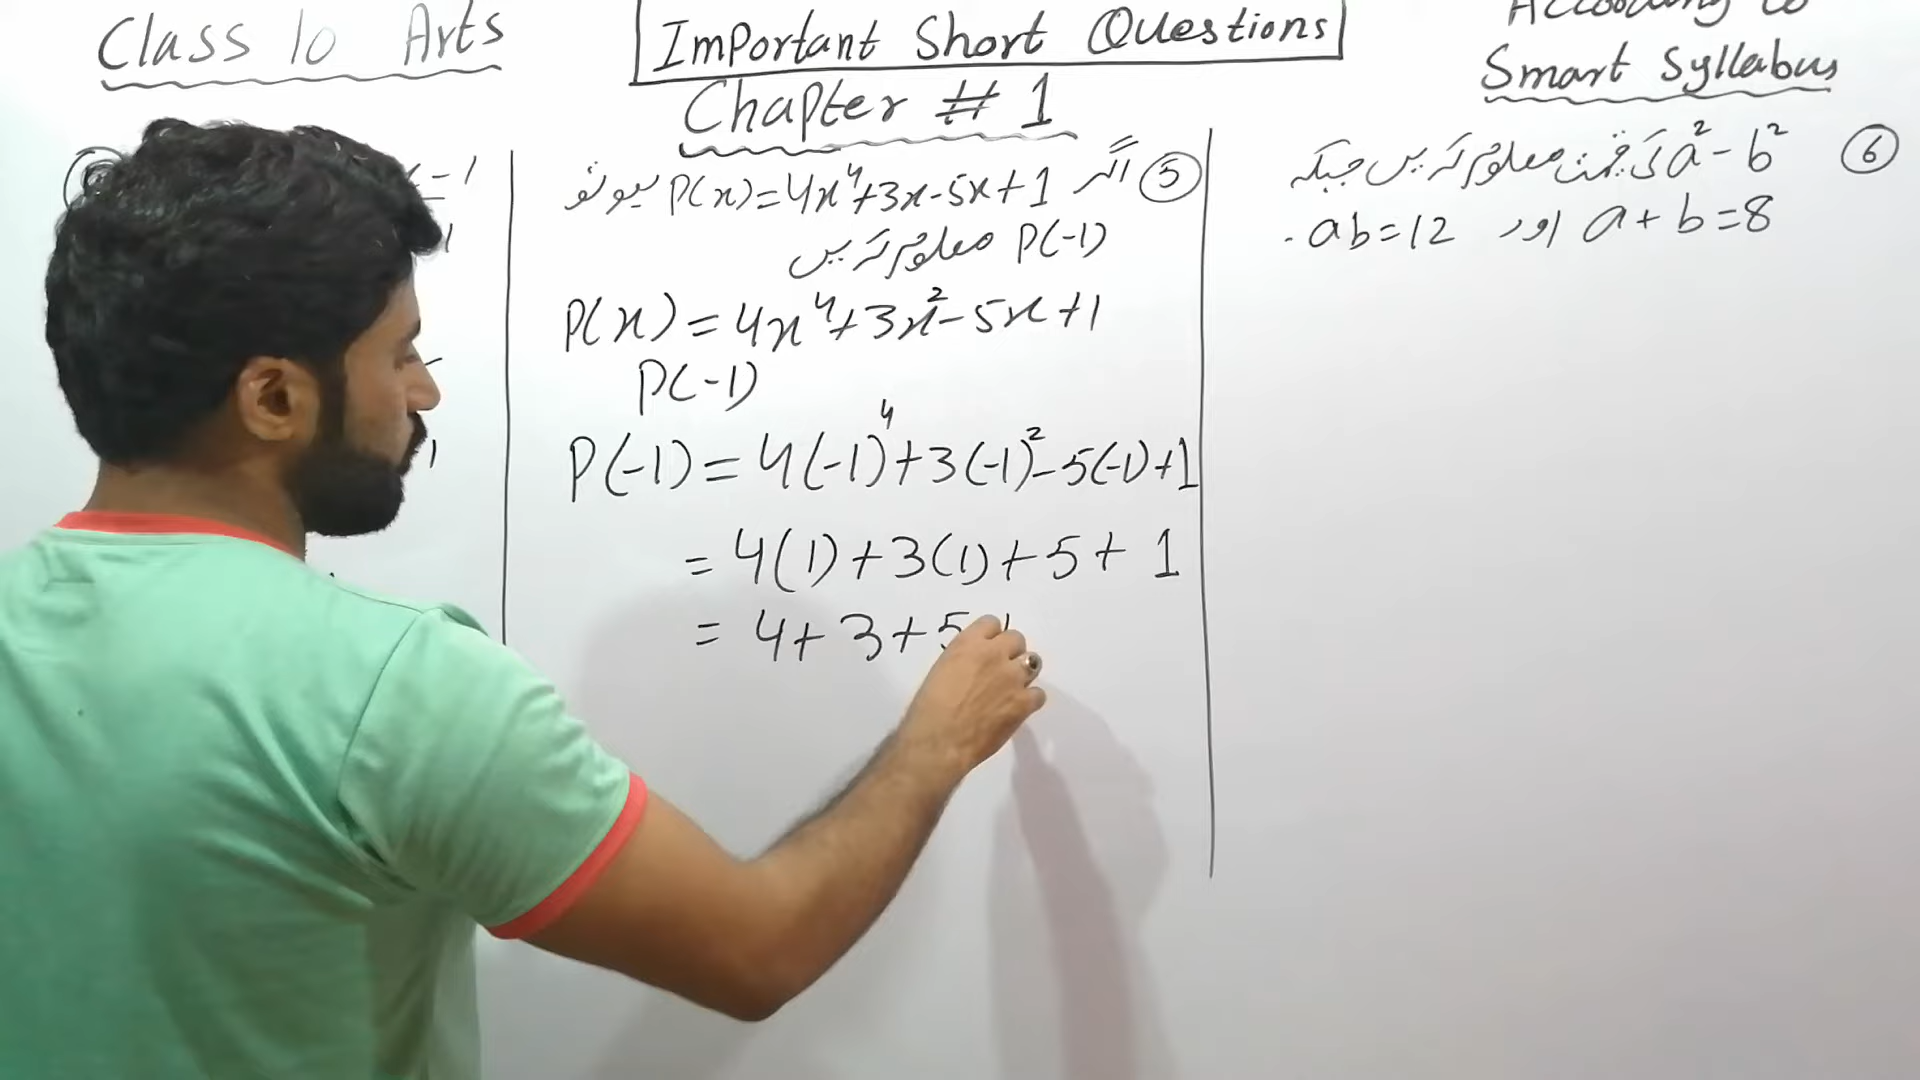 Class 10 Arts
Important Short Questions
Chapter # 1
According to
Smart Syllabus
x-1
⑤ اگر P(x)=4x⁴+3x-5x+1 ہو تو
P(-1) معلوم کریں
P(x)=4x⁴+3x²-5x+1
P(-1)
P(-1)=4(-1)⁴+3(-1)²-5(-1)+1
=4(1)+3(1)+5+1
=4+3+5+
⑥ a²-b² کی قیمت معلوم کریں جبکہ
a+b=8 اور ab=12.